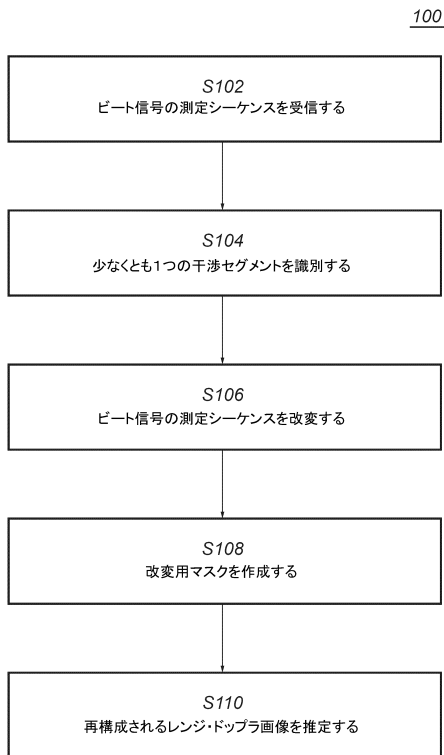 100
S102
ビート信号の測定シーケンスを受信する
S104
少なくとも1つの干渉セグメントを識別する
S106
ビート信号の測定シーケンスを改変する
S108
改変用マスクを作成する
S110
再構成されるレンジ・ドップラ画像を推定する